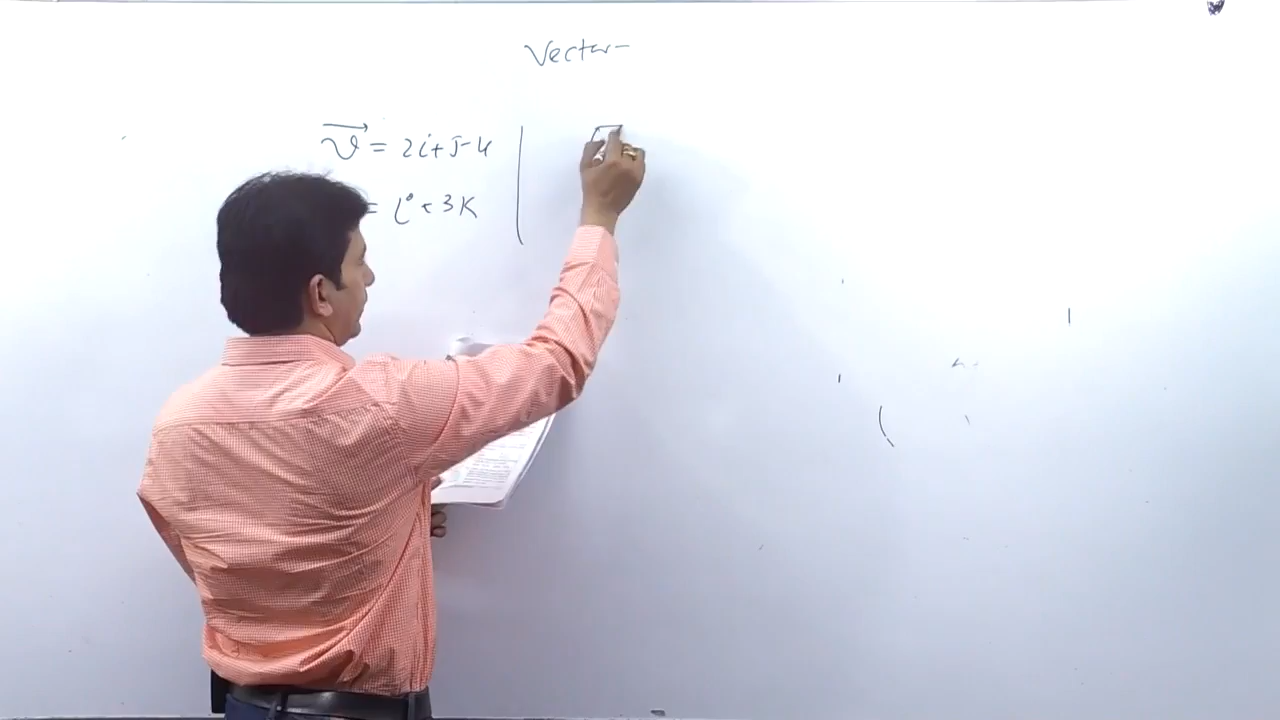 Vector-
v = 2i + j - k
= i + 3k